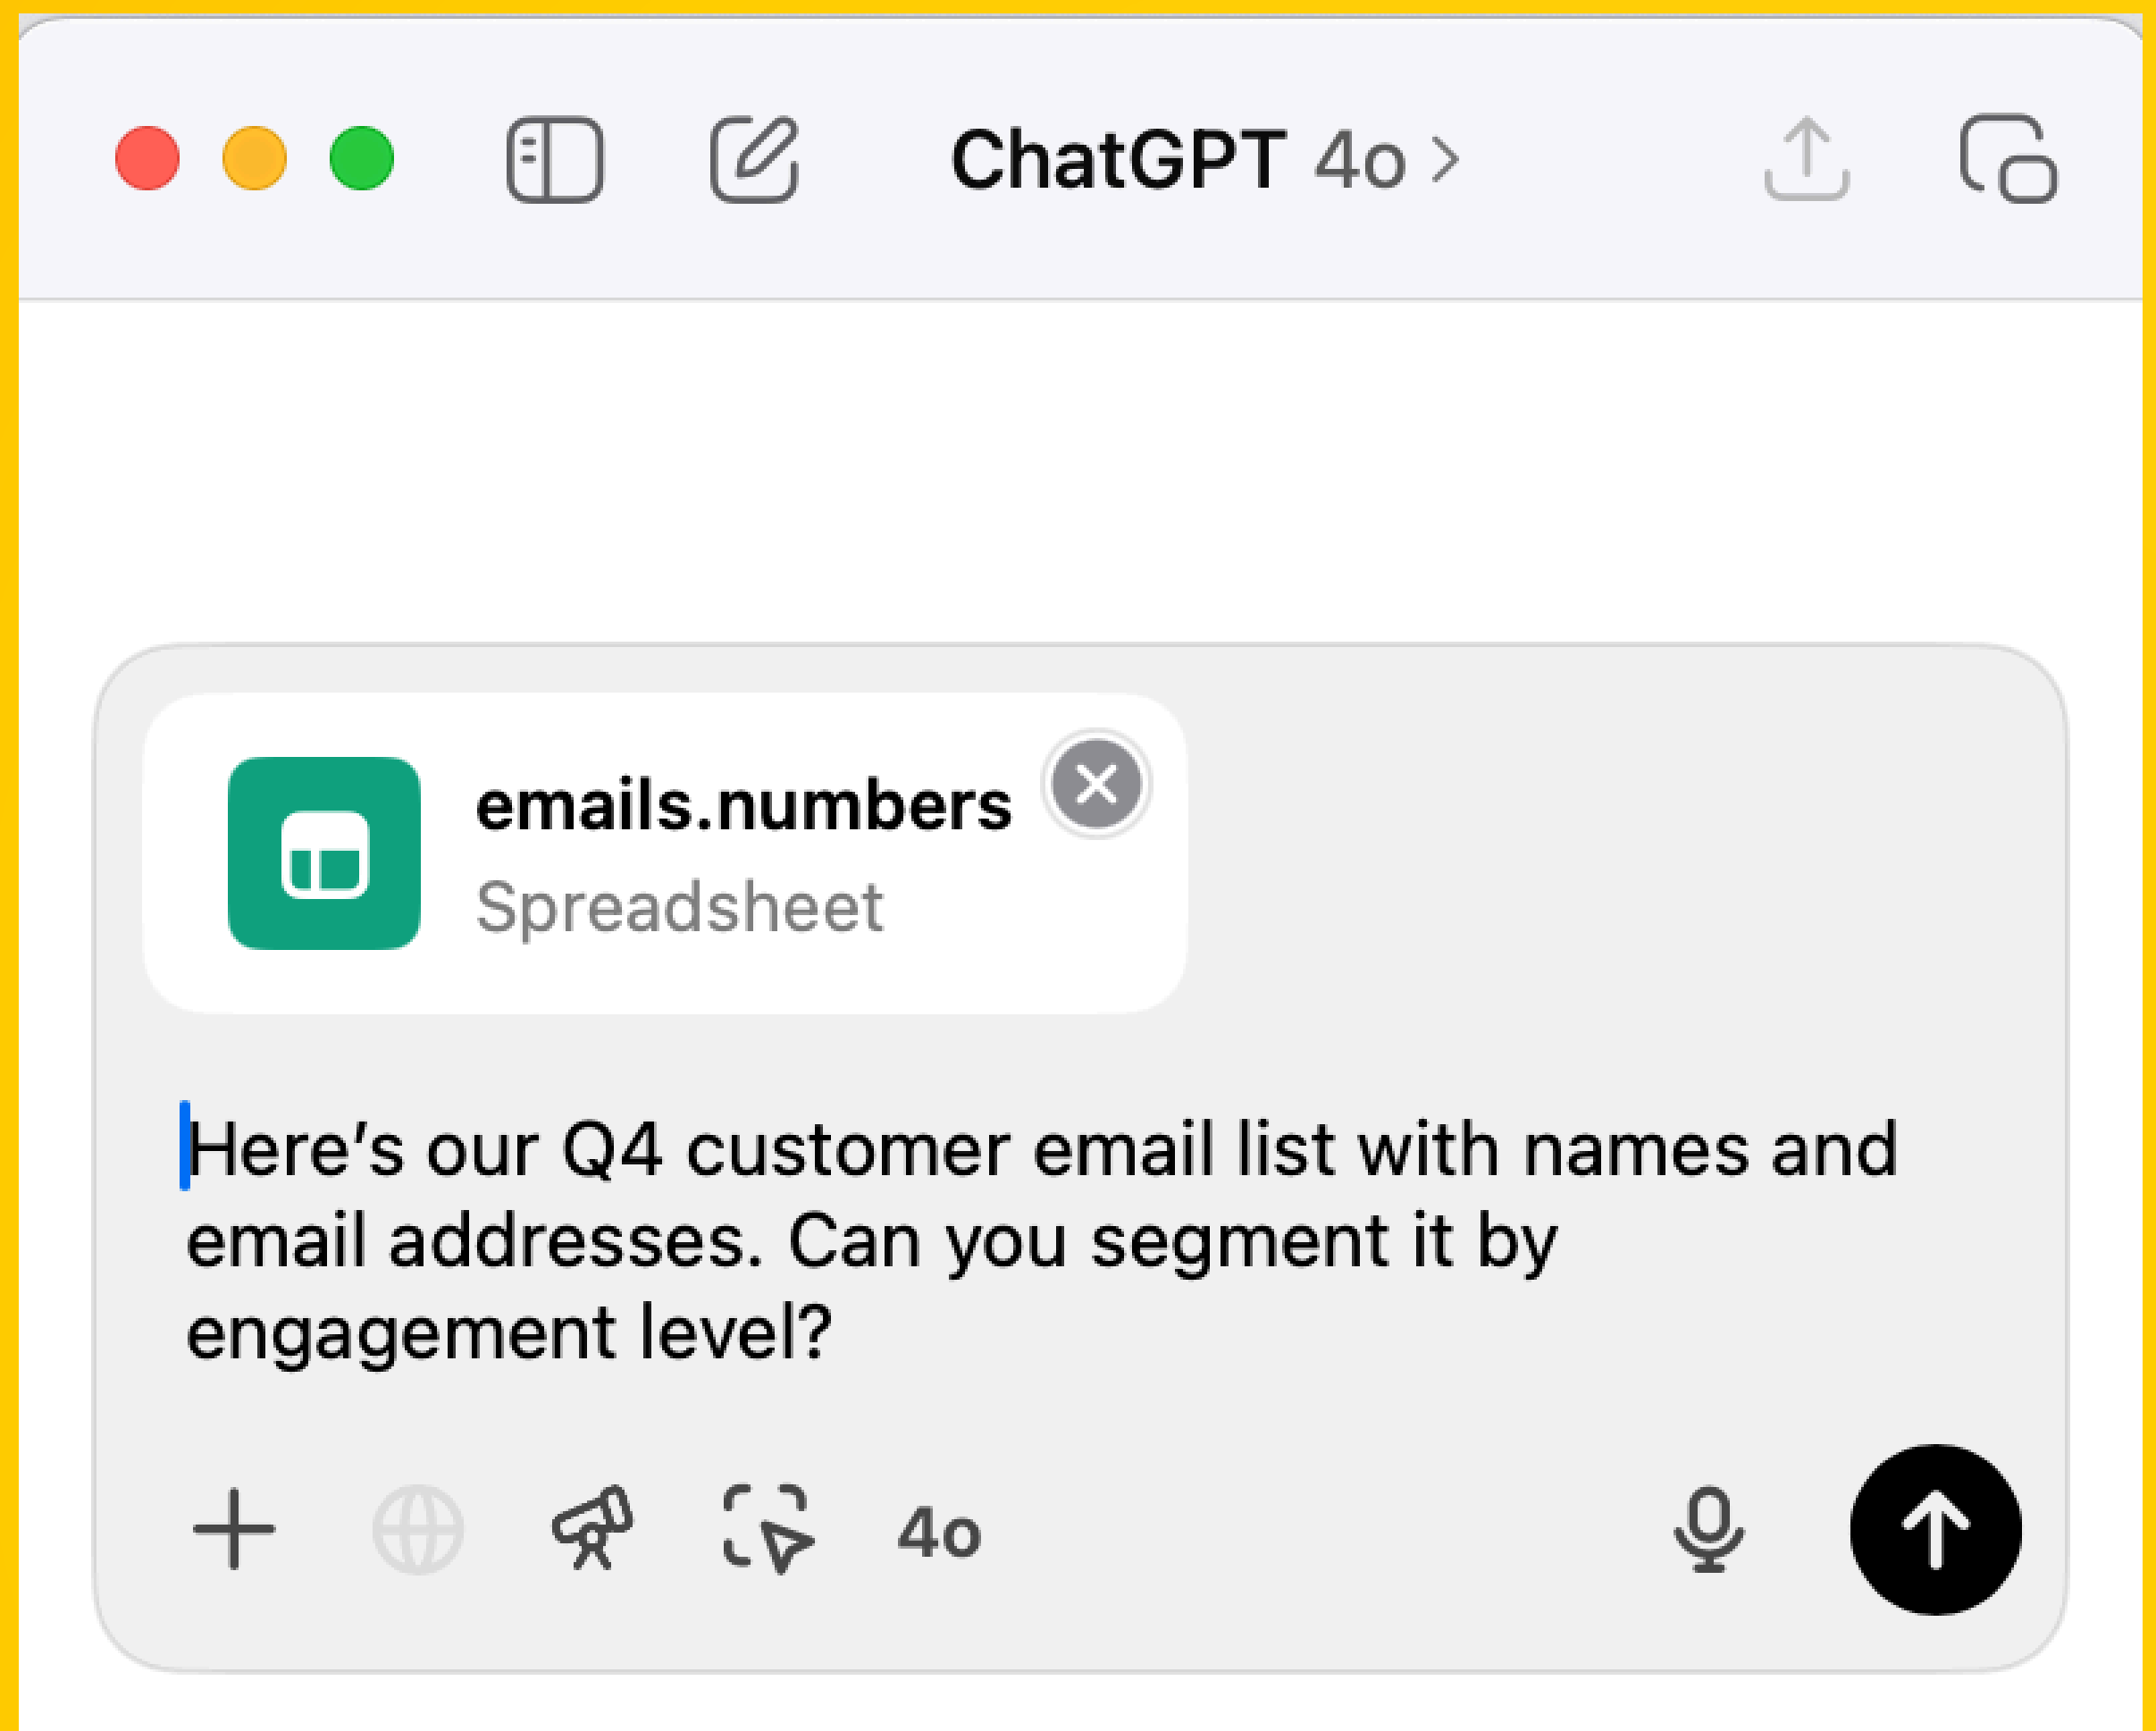 ChatGPT 4o >
emails.numbers
Spreadsheet
Here’s our Q4 customer email list with names and
email addresses. Can you segment it by
engagement level?
4o